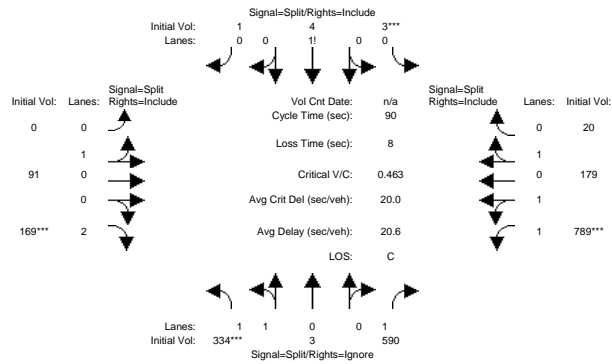 Signal=Split/Rights=Include
Initial Vol: 1 4 3***
Lanes: 0 0 1! 0 0
Signal=Split
Rights=Include
Initial Vol: Lanes:
0 0
1
91 0
0
169*** 2
Vol Cnt Date: n/a
Cycle Time (sec): 90
Loss Time (sec): 8
Critical V/C: 0.463
Avg Crit Del (sec/veh): 20.0
Avg Delay (sec/veh): 20.6
LOS: C
Signal=Split
Rights=Include Lanes: Initial Vol:
0 20
1
0 179
1
1 789***
Lanes: 1 1 0 0 1
Initial Vol: 334*** 3 590
Signal=Split/Rights=Ignore